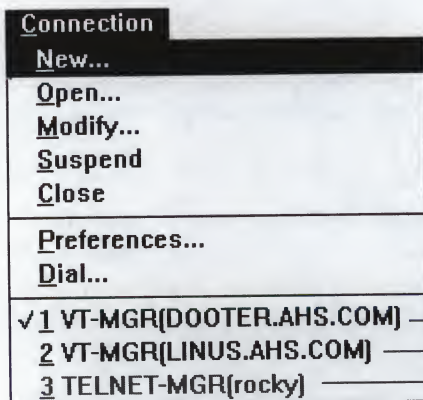 Connection
New...
Open...
Modify...
Suspend
Close
Preferences...
Dial...
✓1 VT-MGR(DOOTER.AHS.COM)
2 VT-MGR(LINUS.AHS.COM)
3 TELNET-MGR(rocky)